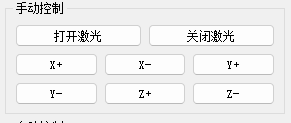 手动控制
打开激光 关闭激光
X+ X- Y+
Y- Z+ Z-